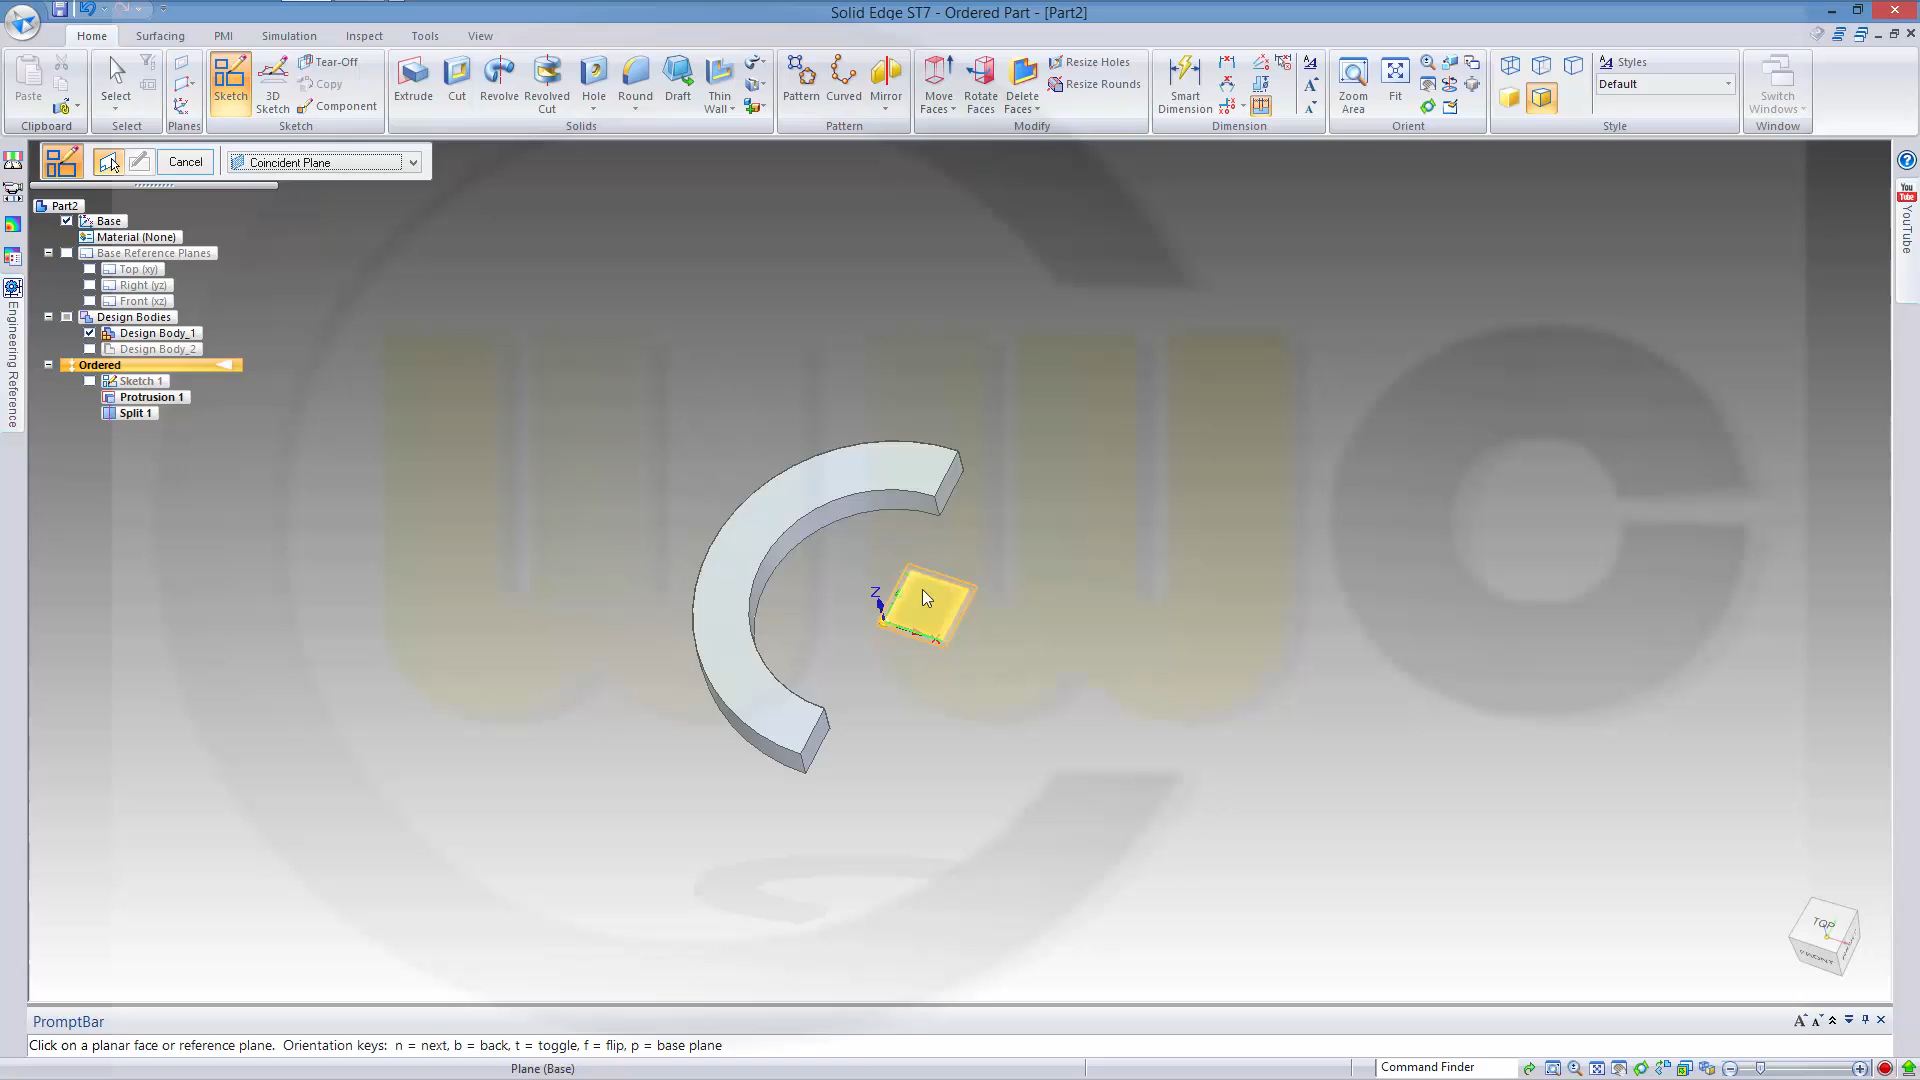 Solid Edge ST7 - Ordered Part - [Part2]
Home Surfacing PMI Simulation Inspect Tools View
Paste
Clipboard
Select
Select
Planes
Sketch
3D Sketch
Tear-Off
Copy
Component
Sketch
Extrude Cut Revolve Revolved Cut Hole Round Draft Thin Wall
Solids
Pattern Curved Mirror
Pattern
Move Faces Rotate Faces Delete Faces
Resize Holes
Resize Rounds
Modify
Smart Dimension
Dimension
Zoom Area Fit
Orient
Styles
Default
Style
Switch Windows
Window
Cancel
Coincident Plane
Part2
Base
Material (None)
Base Reference Planes
Top (xy)
Right (yz)
Front (xz)
Design Bodies
Design Body_1
Design Body_2
Ordered
Sketch 1
Protrusion 1
Split 1
Engineering Reference
You Tube
YouTube
Z
X
TOP
FRONT
PromptBar
Click on a planar face or reference plane. Orientation keys: n = next, b = back, t = toggle, f = flip, p = base plane
Plane (Base)
Command Finder